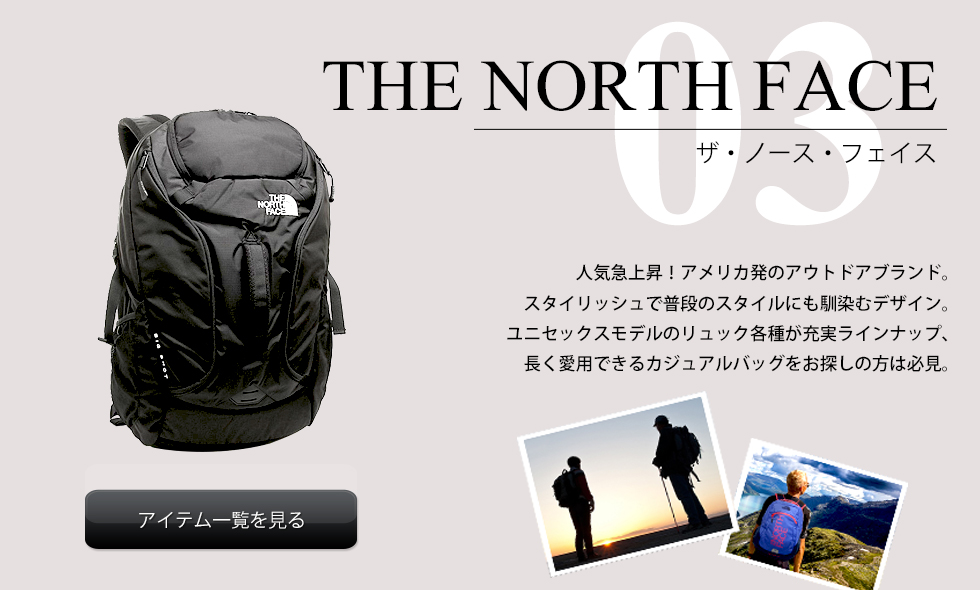 03
THE NORTH FACE
ザ・ノース・フェイス
THE
NORTH
FACE
人気急上昇！アメリカ発のアウトドアブランド。
スタイリッシュで普段のスタイルにも馴染むデザイン。
ユニセックスモデルのリュック各種が充実ラインナップ、
長く愛用できるカジュアルバッグをお探しの方は必見。
BIG SHOT
アイテム一覧を見る